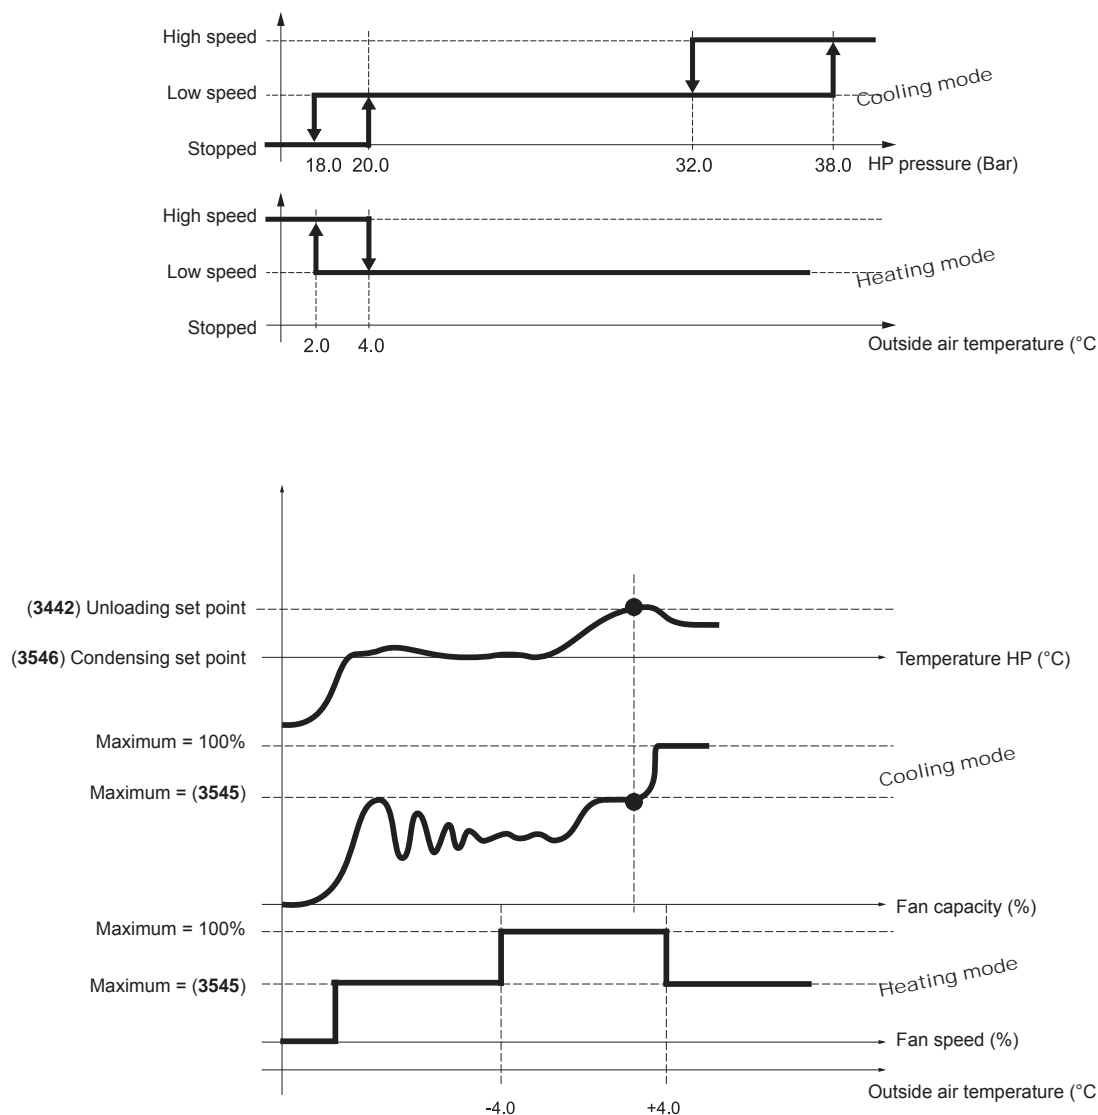 High speed
Low speed
Cooling mode
Stopped
18.0 20.0 32.0 38.0 HP pressure (Bar)
High speed
Low speed
Heating mode
Stopped
2.0 4.0
Outside air temperature (°C
(3442) Unloading set point
(3546) Condensing set point
Temperature HP (°C)
Maximum = 100%
Cooling mode
Maximum = (3545)
Fan capacity (%)
Maximum = 100%
Heating mode
Maximum = (3545)
Fan speed (%)
Outside air temperature (°C
-4.0 +4.0